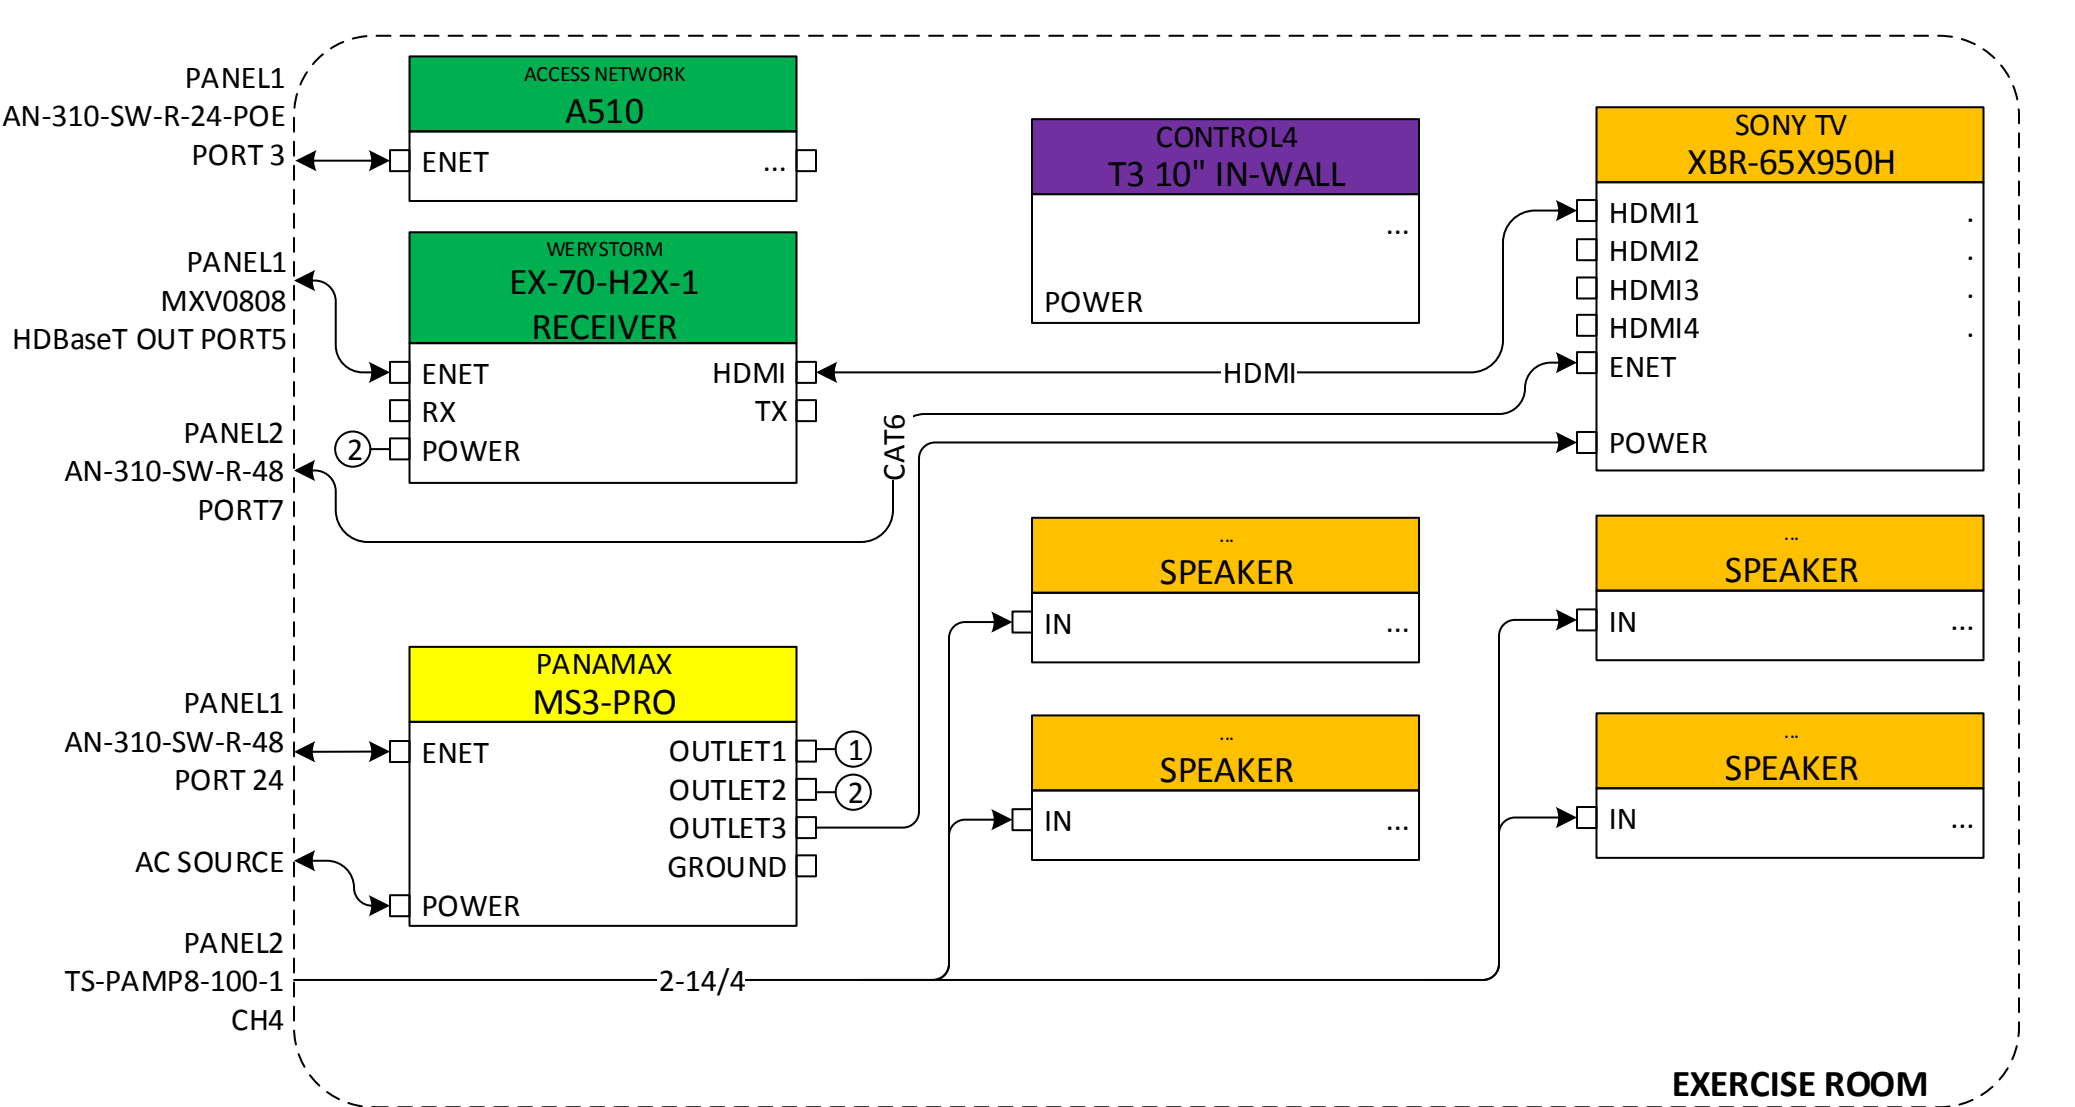 PANEL1
AN-310-SW-R-24-POE
PORT 3
ACCESS NETWORK
A510
ENET ...
PANEL1
MXV0808
HDBaseT OUT PORT5
WERYSTORM
EX-70-H2X-1
RECEIVER
ENET HDMI
RX TX
2 POWER
PANEL2
AN-310-SW-R-48
PORT7
CONTROL4
T3 10" IN-WALL
...
POWER
SONY TV
XBR-65X950H
HDMI1 .
HDMI2 .
HDMI3 .
HDMI4 .
ENET
POWER
HDMI
CAT6
PANEL1
AN-310-SW-R-48
PORT 24
PANAMAX
MS3-PRO
ENET OUTLET1 1
OUTLET2 2
OUTLET3
GROUND
POWER
AC SOURCE
PANEL2
TS-PAMP8-100-1
CH4
2-14/4
...
SPEAKER
IN ...
...
SPEAKER
IN ...
...
SPEAKER
IN ...
...
SPEAKER
IN ...
EXERCISE ROOM